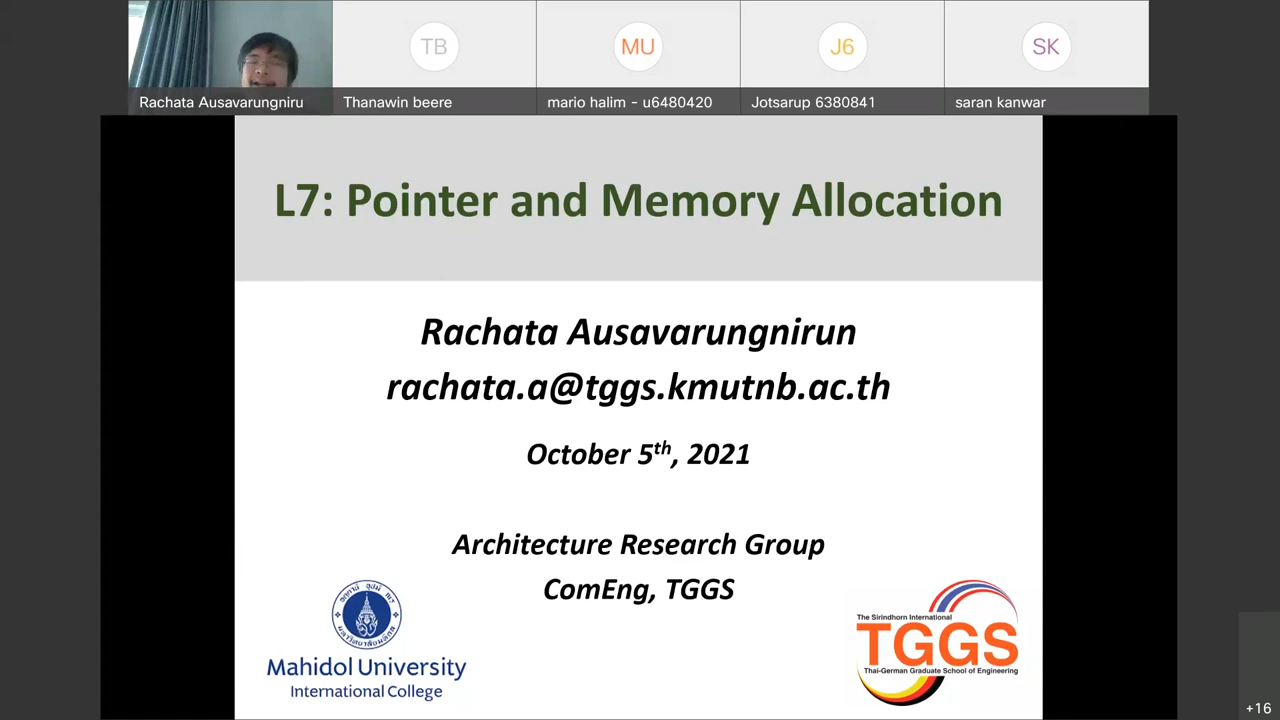 TB
MU
J6
SK
Rachata Ausavarungniru
Thanawin beere
mario halim - u6480420
Jotsarup 6380841
saran kanwar
L7: Pointer and Memory Allocation
Rachata Ausavarungnirun
rachata.a@tggs.kmutnb.ac.th
October 5th, 2021
Architecture Research Group
ComEng, TGGS
Mahidol University
International College
The Sirindhorn International
TGGS
Thai-German Graduate School of Engineering
+16